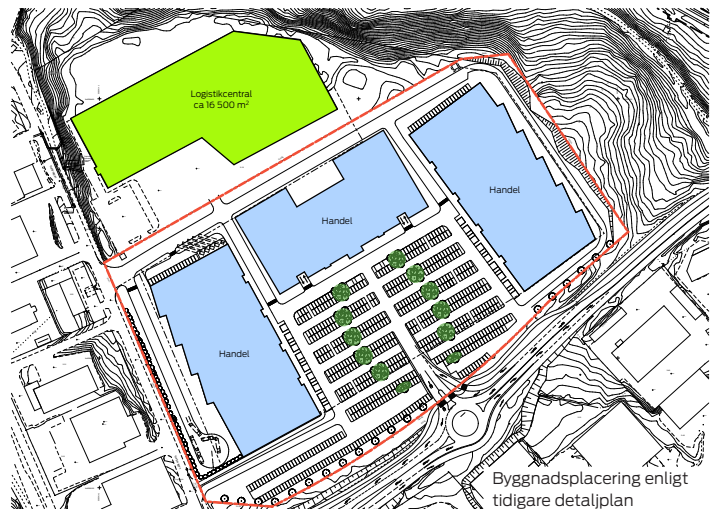 Logistikcentral
ca 16 500 m²
Handel
Handel
Handel
Byggnadsplacering enligt
tidigare detaljplan